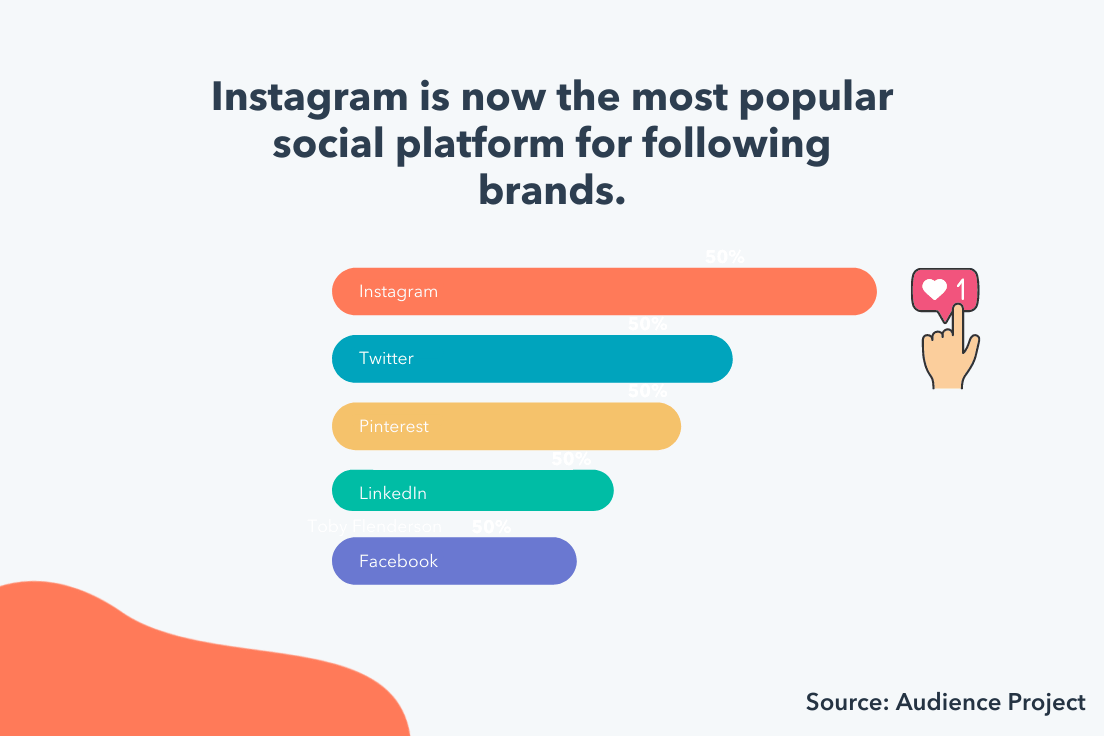 Instagram is now the most popular
social platform for following
brands.
50%
Instagram
1
50%
Twitter
50%
Pinterest
50%
LinkedIn
Toby Flenderson 50%
Facebook
Source: Audience Project